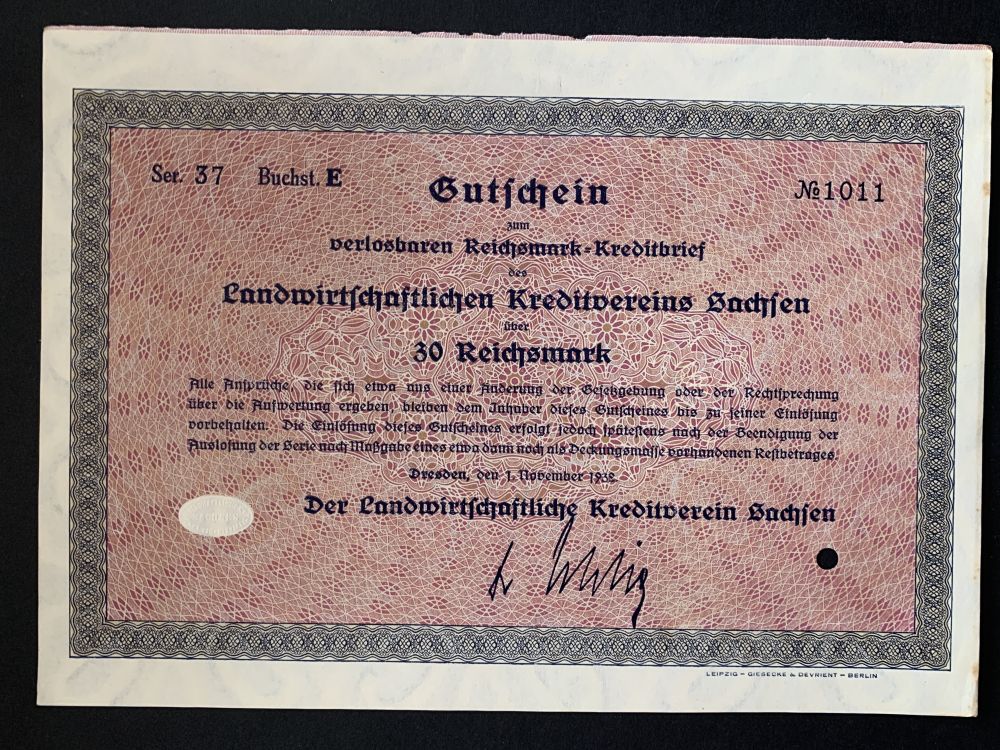 Ser. 37 Buchst. E
Gutschein
№ 1011
zum
verlosbaren Reichsmark-Kreditbrief
des
Landwirtschaftlichen Kreditvereins Sachsen
über
30 Reichsmark
Alle Ansprüche, die sich etwa aus einer Änderung der Gesetzgebung oder der Rechtsprechung
über die Aufwertung ergeben, bleiben dem Inhaber dieses Gutscheines bis zu seiner Einlösung
vorbehalten. Die Einlösung dieses Gutscheines erfolgt jedoch spätestens nach der Beendigung der
Auslosung der Serie nach Maßgabe eines etwa dann noch als Deckungsmasse vorhandenen Restbetrages.
Dresden, den 1. November 1932
Der Landwirtschaftliche Kreditverein Sachsen
LEIPZIG – GIESECKE & DEVRIENT – BERLIN